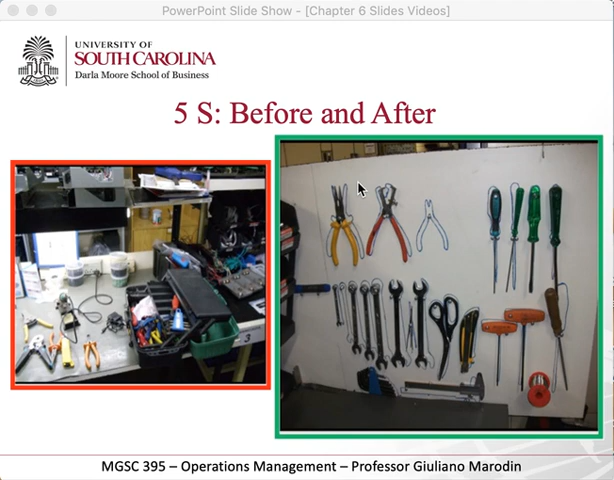 PowerPoint Slide Show - [Chapter 6 Slides Videos]
UNIVERSITY OF
SOUTH CAROLINA
Darla Moore School of Business
5 S: Before and After
3
MGSC 395 – Operations Management – Professor Giuliano Marodin